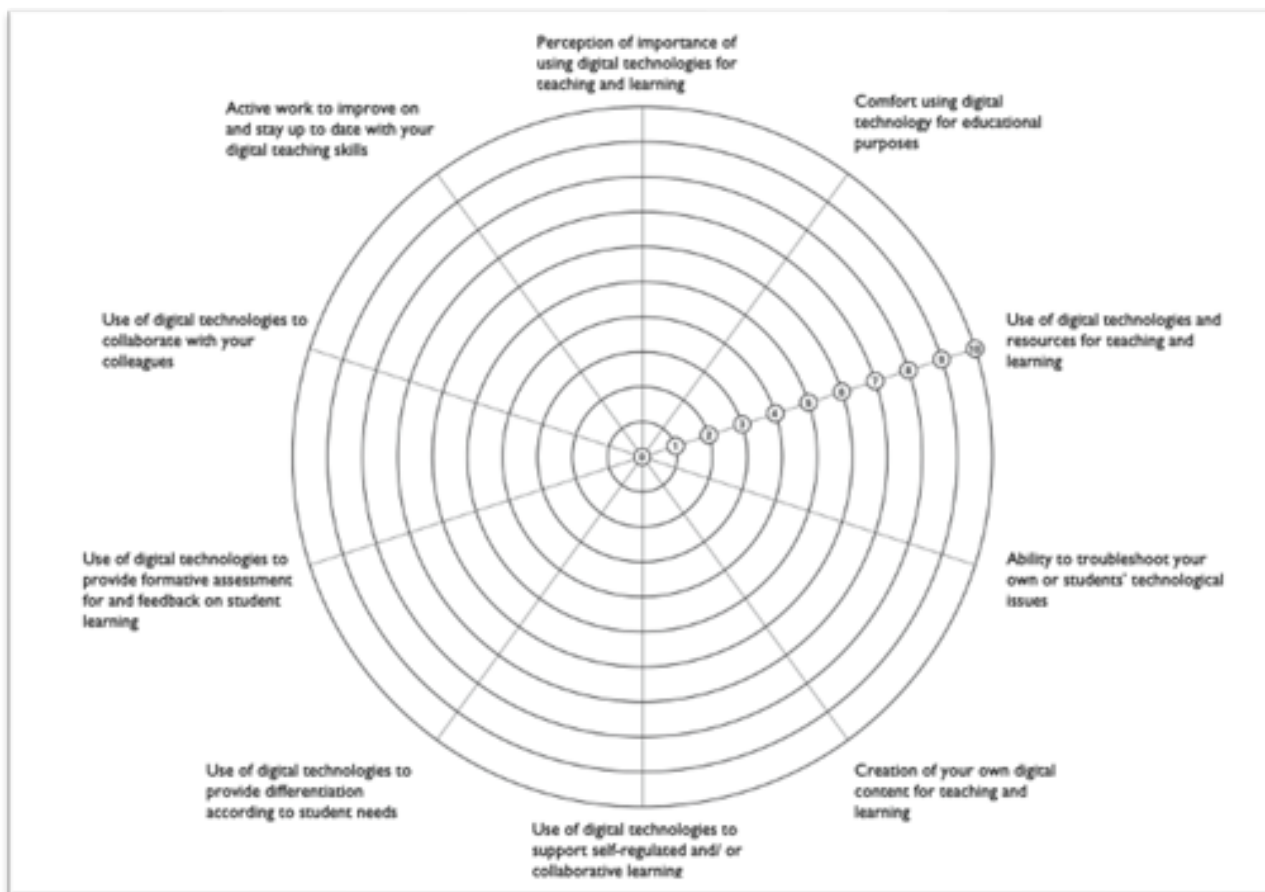 Perception of importance of
using digital technologies for
teaching and learning
Comfort using digital
technology for educational
purposes
Use of digital technologies and
resources for teaching and
learning
Ability to troubleshoot your
own or students' technological
issues
Creation of your own digital
content for teaching and
learning
Use of digital technologies to
support self-regulated and/ or
collaborative learning
Use of digital technologies to
provide differentiation
according to student needs
Use of digital technologies to
provide formative assessment
for and feedback on student
learning
Use of digital technologies to
collaborate with your
colleagues
Active work to improve on
and stay up to date with your
digital teaching skills
0
1
2
3
4
5
6
7
8
9
10